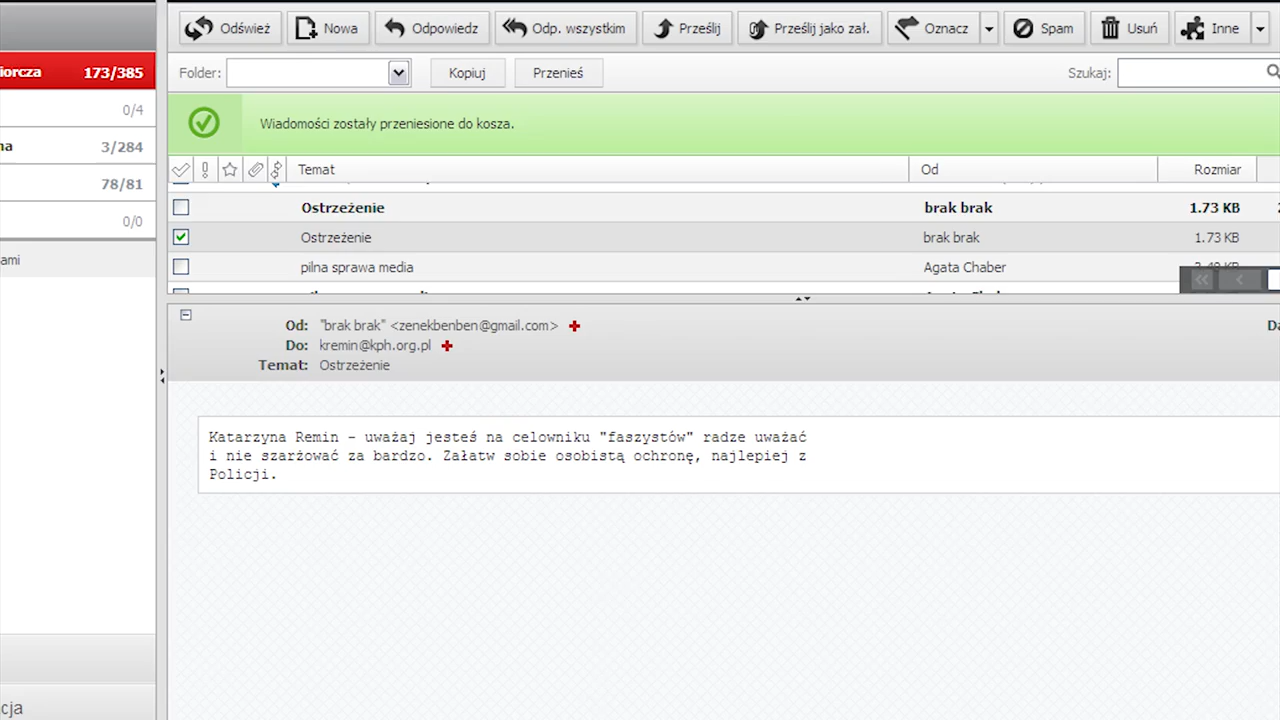 Odśwież Nowa Odpowiedz Odp. wszystkim Prześlij Prześlij jako zał. Oznacz Spam Usuń Inne
iorcza 173/385
Folder: Kopiuj Przenieś Szukaj:
0/4
Wiadomości zostały przeniesione do kosza.
na 3/284
Temat Od Rozmiar
78/81
Ostrzeżenie brak brak 1.73 KB
0/0
Ostrzeżenie brak brak 1.73 KB
ami
pilna sprawa media Agata Chaber
Od: "brak brak" <zenekbenben@gmail.com>
Do: kremin@kph.org.pl
Temat: Ostrzeżenie
Katarzyna Remin - uważaj jesteś na celowniku "faszystów" radze uważać
i nie szarżować za bardzo. Załatw sobie osobistą ochronę, najlepiej z
Policji.
cja